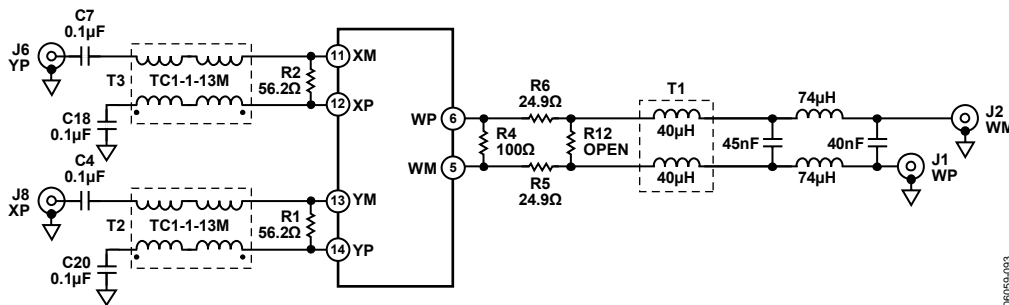 C7
0.1µF
J6
YP
T3
TC1-1-13M
R2
56.2Ω
11
XM
12
XP
C18
0.1µF
C4
0.1µF
J8
XP
T2
TC1-1-13M
R1
56.2Ω
13
YM
14
YP
C20
0.1µF
WP
6
WM
5
R4
100Ω
R6
24.9Ω
R5
24.9Ω
R12
OPEN
T1
40µH
40µH
45nF
74µH
74µH
40nF
J2
WM
J1
WP
06059-093